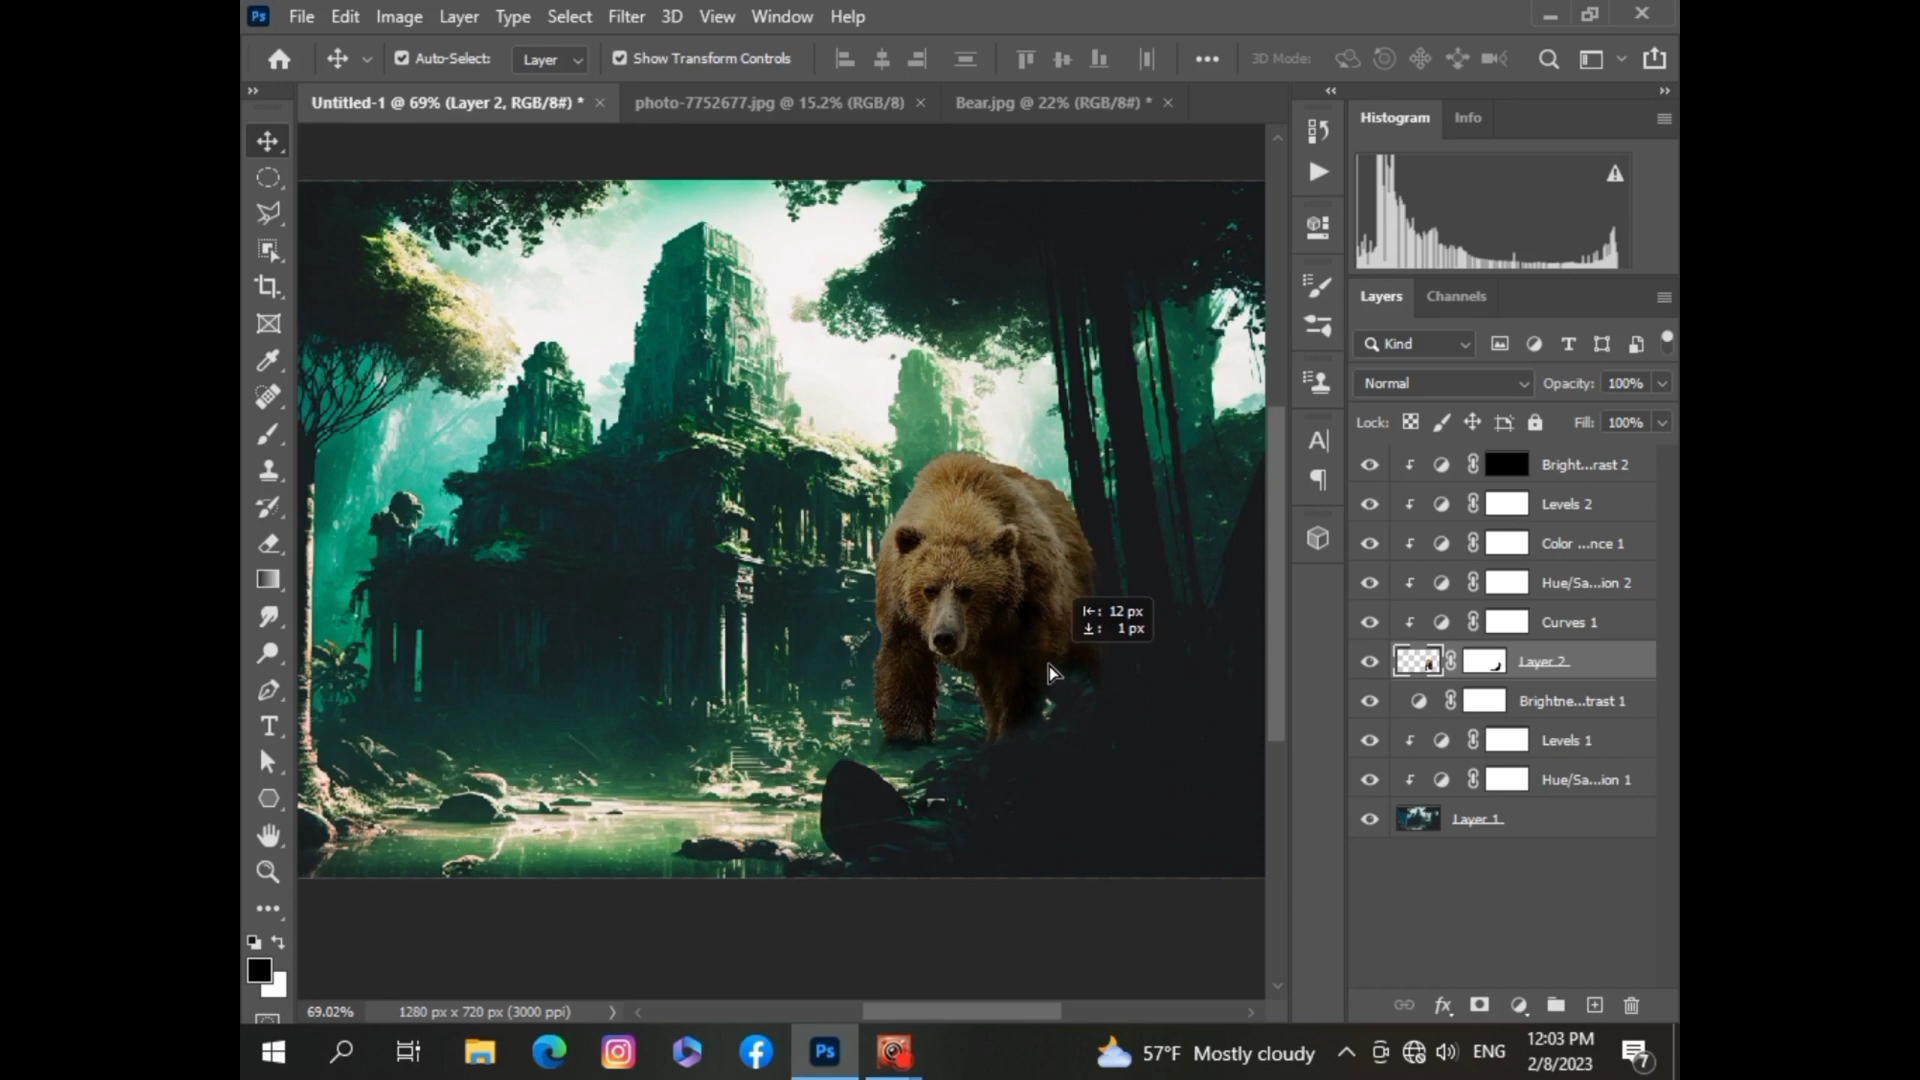 Ps File Edit Image Layer Type Select Filter 3D View Window Help
Auto-Select: Layer Show Transform Controls 3D Mode:
Untitled-1 @ 69% (Layer 2, RGB/8#) * photo-7752677.jpg @ 15.2% (RGB/8) Bear.jpg @ 22% (RGB/8#) *
Histogram Info
Layers Channels
Kind
Normal Opacity: 100%
Lock: Fill: 100%
Bright...rast 2
Levels 2
Color ...nce 1
Hue/Sa...ion 2
Curves 1
Layer 2
Brightne...trast 1
Levels 1
Hue/Sa...ion 1
Layer 1
12 px
1 px
69.02% 1280 px x 720 px (3000 ppi)
Ps 57°F Mostly cloudy ENG 12:03 PM
2/8/2023 7